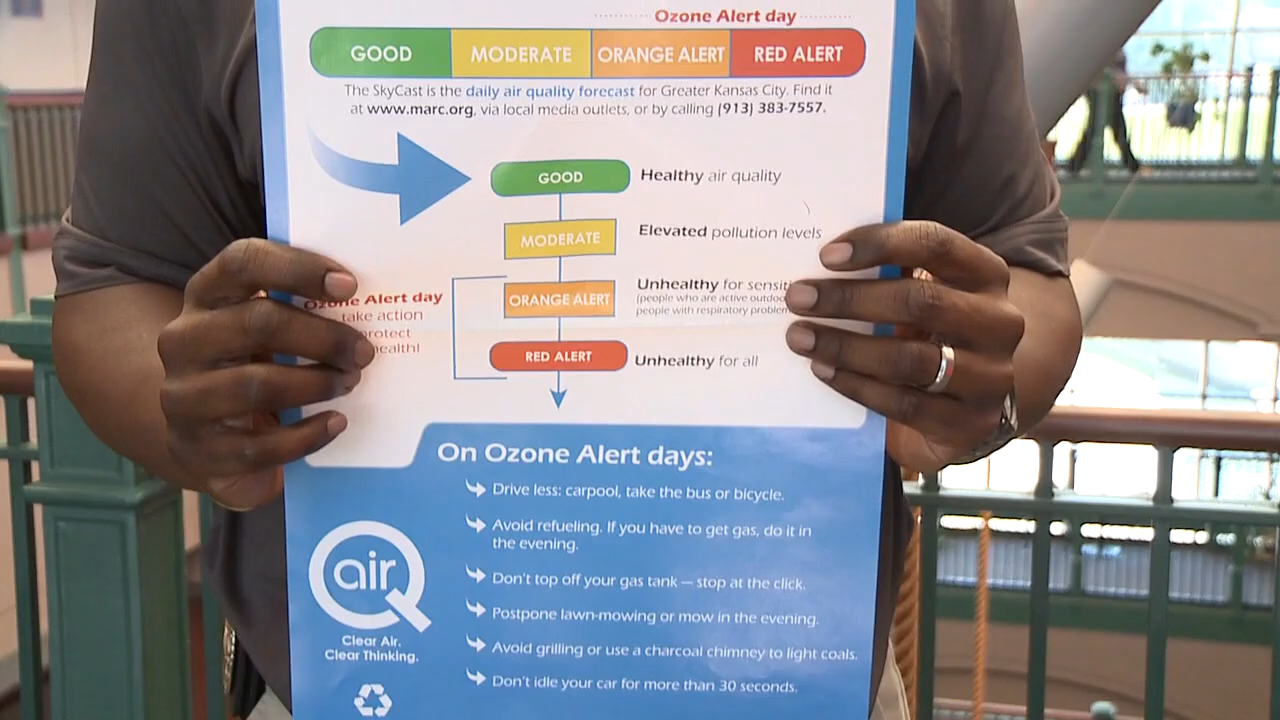 Ozone Alert day
GOOD MODERATE ORANGE ALERT RED ALERT
The SkyCast is the daily air quality forecast for Greater Kansas City. Find it
at www.marc.org, via local media outlets, or by calling (913) 383-7557.
GOOD Healthy air quality
MODERATE Elevated pollution levels
ORANGE ALERT Unhealthy for
(people who are active
people with respiratory
RED ALERT Unhealthy for all
Ozone Alert day
take action
On Ozone Alert days:
Drive less: carpool, take the bus or bicycle.
Avoid refueling. If you have to get gas, do it in
the evening.
Don't top off your gas tank — stop at the click.
Postpone lawn-mowing or mow in the evening.
Avoid grilling or use a charcoal chimney to light coals.
Don't idle your car for more than 30 seconds.
air Q
Clear Air.
Clear Thinking.